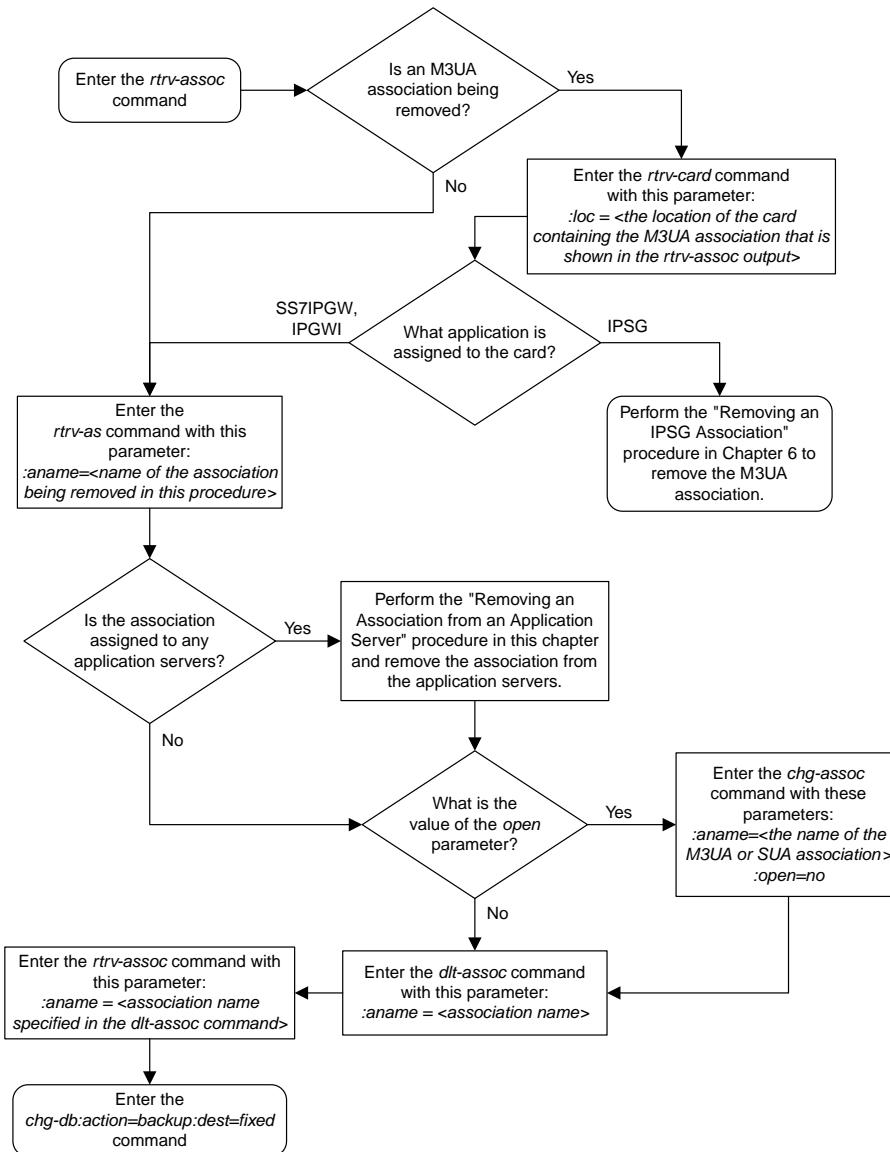 Enter the rtrv-assoc
command
Is an M3UA
association being
removed?
Yes
No
Enter the rtrv-card command
with this parameter:
:loc = <the location of the card
containing the M3UA association that is
shown in the rtrv-assoc output>
SS7IPGW,
IPGWI
What application is
assigned to the card?
IPSG
Enter the
rtrv-as command with this
parameter:
:aname=<name of the association
being removed in this procedure>
Perform the "Removing an
IPSG Association"
procedure in Chapter 6 to
remove the M3UA
association.
Is the association
assigned to any
application servers?
Yes
Perform the "Removing an
Association from an Application
Server" procedure in this chapter
and remove the association from
the application servers.
No
What is the
value of the open
parameter?
Yes
Enter the chg-assoc
command with these
parameters:
:aname=<the name of the
M3UA or SUA association>
:open=no
No
Enter the rtrv-assoc command with
this parameter:
:aname = <association name
specified in the dlt-assoc command>
Enter the dlt-assoc command
with this parameter:
:aname = <association name>
Enter the
chg-db:action=backup:dest=fixed
command